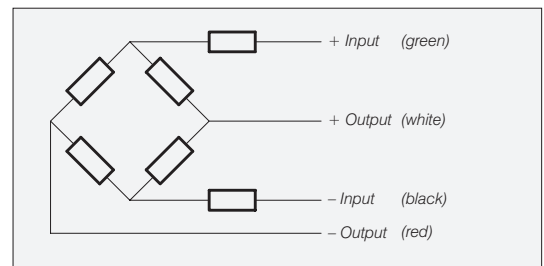 + Input (green)
+ Output (white)
– Input (black)
– Output (red)